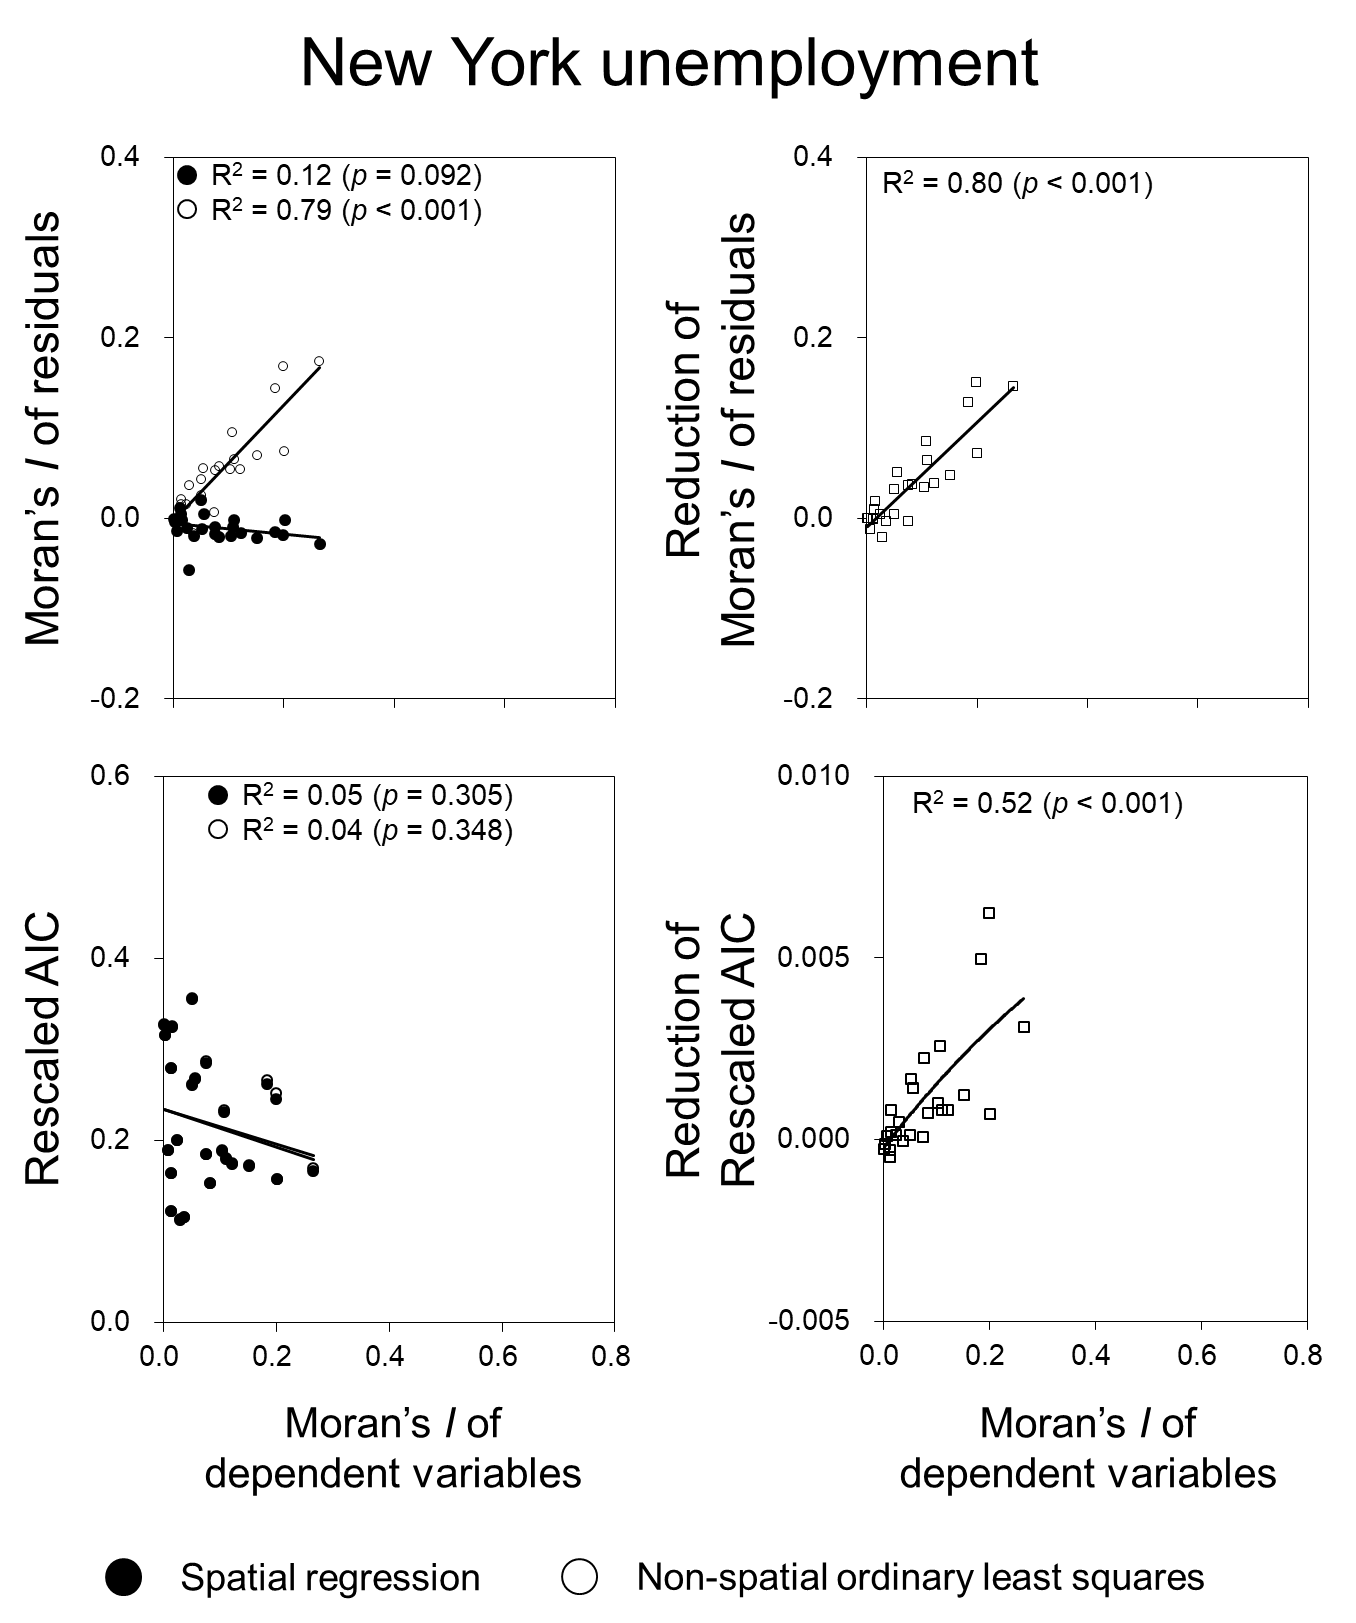 New York unemployment
0.4
0.2
0.0
-0.2
Moran's I of residuals
R² = 0.12 (p = 0.092)
R² = 0.79 (p < 0.001)
0.4
0.2
0.0
-0.2
Reduction of
Moran's I of residuals
R² = 0.80 (p < 0.001)
0.6
0.4
0.2
0.0
Rescaled AIC
R² = 0.05 (p = 0.305)
R² = 0.04 (p = 0.348)
0.0 0.2 0.4 0.6 0.8
Moran's I of
dependent variables
0.010
0.005
0.000
-0.005
Reduction of
Rescaled AIC
R² = 0.52 (p < 0.001)
0.0 0.2 0.4 0.6 0.8
Moran's I of
dependent variables
Spatial regression
Non-spatial ordinary least squares